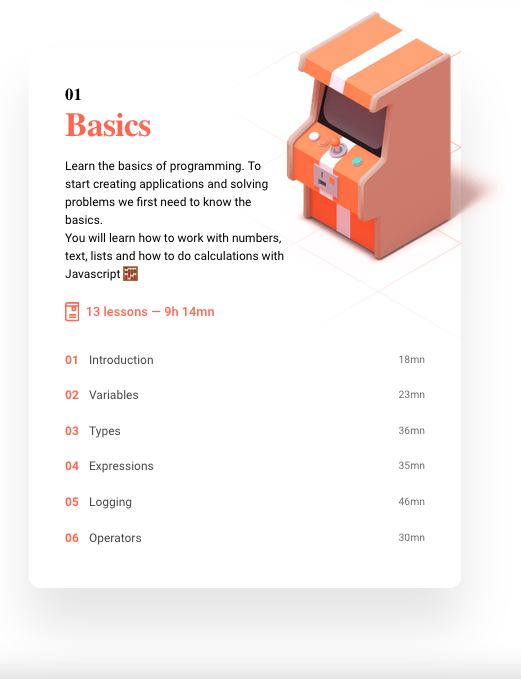 01
Basics
Learn the basics of programming. To
start creating applications and solving
problems we first need to know the
basics.
You will learn how to work with numbers,
text, lists and how to do calculations with
Javascript
13 lessons — 9h 14mn
01 Introduction 18mn
02 Variables 23mn
03 Types 36mn
04 Expressions 35mn
05 Logging 46mn
06 Operators 30mn